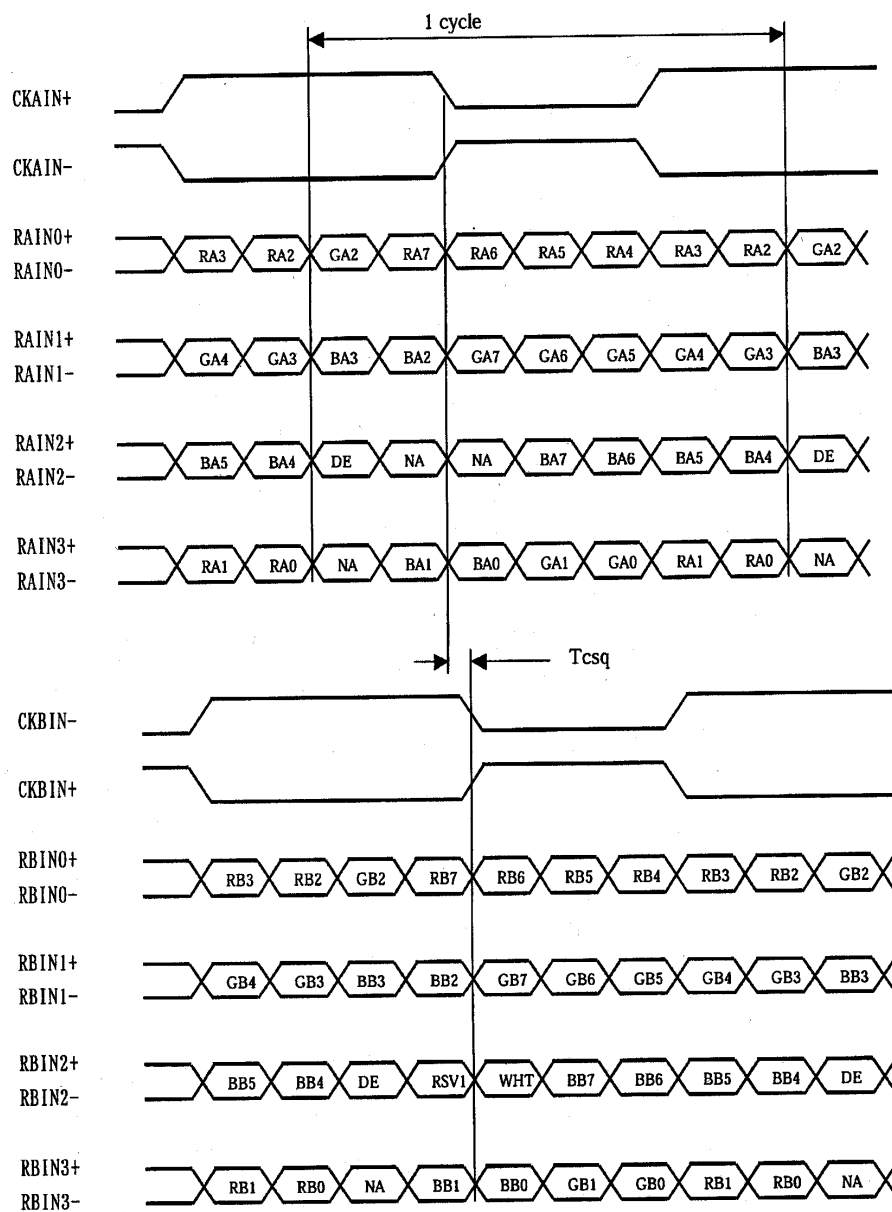 1 cycle
CKAIN+
CKAIN-
RAIN0+
RA3 RA2 GA2 RA7 RA6 RA5 RA4 RA3 RA2 GA2
RAIN0-
RAIN1+
GA4 GA3 BA3 BA2 GA7 GA6 GA5 GA4 GA3 BA3
RAIN1-
RAIN2+
BA5 BA4 DE NA NA BA7 BA6 BA5 BA4 DE
RAIN2-
RAIN3+
RA1 RA0 NA BA1 BA0 GA1 GA0 RA1 RA0 NA
RAIN3-
Tcsq
CKBIN-
CKBIN+
RBIN0+
RB3 RB2 GB2 RB7 RB6 RB5 RB4 RB3 RB2 GB2
RBIN0-
RBIN1+
GB4 GB3 BB3 BB2 GB7 GB6 GB5 GB4 GB3 BB3
RBIN1-
RBIN2+
BB5 BB4 DE RSV1 WHT BB7 BB6 BB5 BB4 DE
RBIN2-
RBIN3+
RB1 RB0 NA BB1 BB0 GB1 GB0 RB1 RB0 NA
RBIN3-